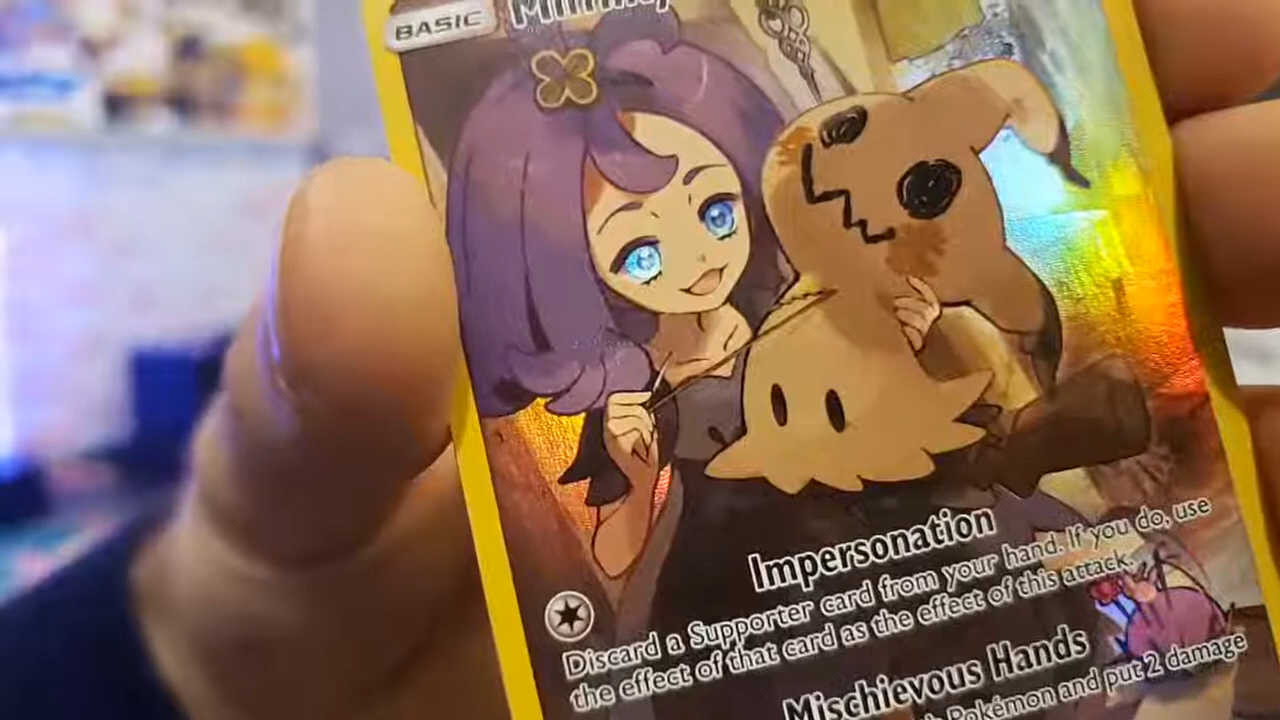 BASIC
Impersonation
Discard a Supporter card from your hand. If you do, use
the effect of that card as the effect of this attack.
Mischievous Hands
Pokémon and put 2 damage